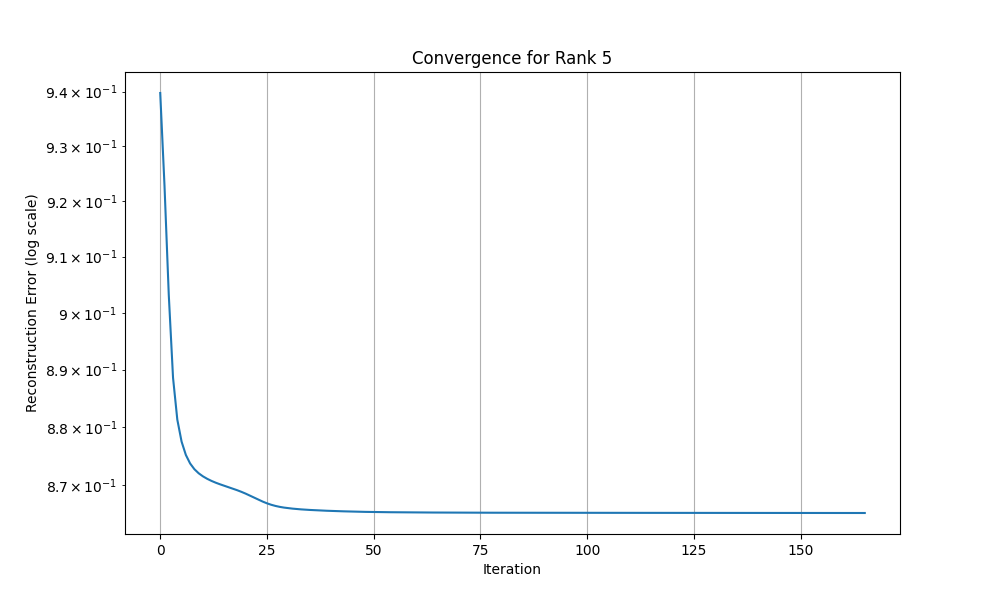 Convergence for Rank 5
Reconstruction Error (log scale)
9.4 × 10⁻¹
9.3 × 10⁻¹
9.2 × 10⁻¹
9.1 × 10⁻¹
9 × 10⁻¹
8.9 × 10⁻¹
8.8 × 10⁻¹
8.7 × 10⁻¹
0 25 50 75 100 125 150
Iteration